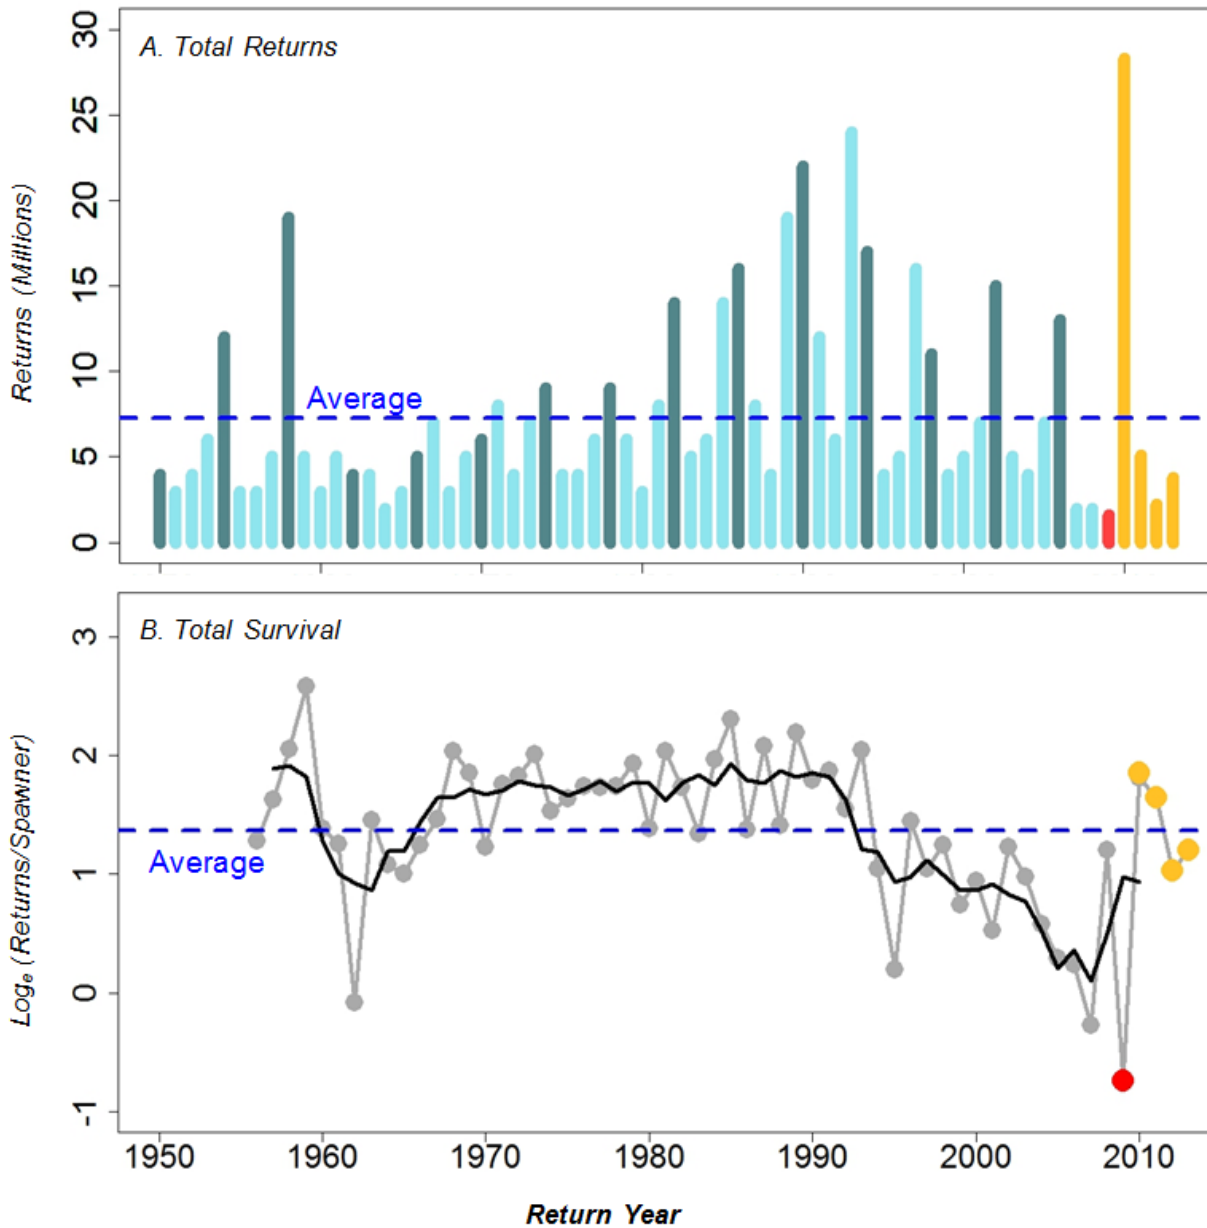 A. Total Returns
Returns (Millions)
30
25
20
15
10
5
0
Average
B. Total Survival
Logₑ (Returns/Spawner)
3
2
1
0
-1
Average
1950 1960 1970 1980 1990 2000 2010
Return Year